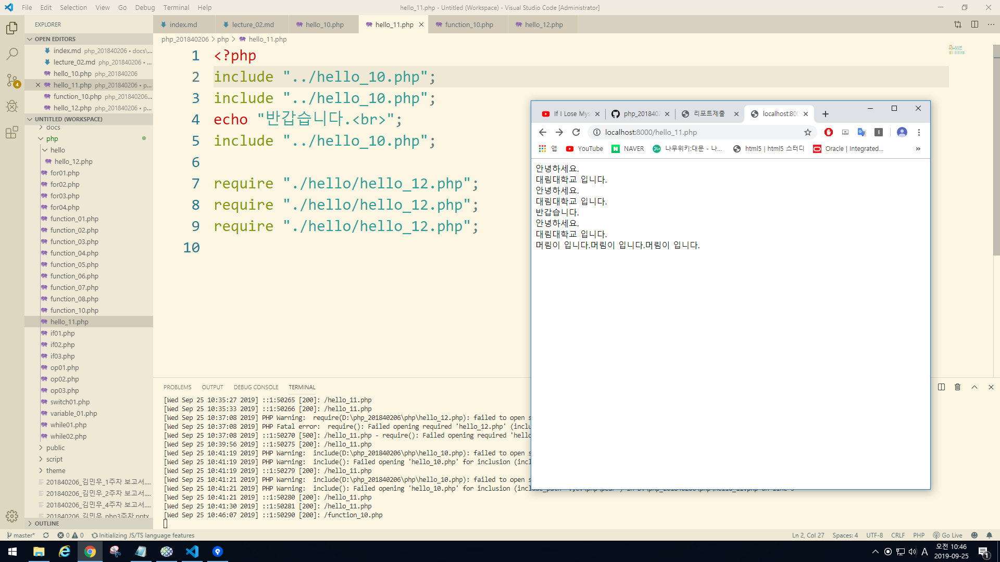 File Edit Selection View Go Debug Terminal Help
hello_11.php - Untitled (Workspace) - Visual Studio Code [Administrator]
EXPLORER
index.md
lecture_02.md
hello_10.php
hello_11.php
function_10.php
hello_12.php
OPEN EDITORS
index.md php_201840206 • docs\...
lecture_02.md php_201840206 • ...
hello_10.php php_201840206
hello_11.php php_201840206 • p...
function_10.php php_201840206...
hello_12.php php_201840206 • p...
UNTITLED (WORKSPACE)
docs
php
hello
hello_12.php
for01.php
for02.php
for03.php
for04.php
function_01.php
function_02.php
function_03.php
function_04.php
function_05.php
function_06.php
function_07.php
function_08.php
function_10.php
hello_11.php
if01.php
if02.php
if03.php
op01.php
op02.php
op03.php
switch01.php
variable_01.php
while01.php
while02.php
public
script
theme
201840206_김민우_1주차 보고서....
201840206_김민우_2주차 보고서....
201840206_김민우_4주차 보고서....
201840206_김민우_php3주차.pptx
OUTLINE
php_201840206 > php > hello_11.php
1 <?php
2 include "../hello_10.php";
3 include "../hello_10.php";
4 echo "반갑습니다.<br>";
5 include "../hello_10.php";
6
7 require "./hello/hello_12.php";
8 require "./hello/hello_12.php";
9 require "./hello/hello_12.php";
10
If I Lose Mys
php_2018402
리포트제출
localhost:800
localhost:8000/hello_11.php
앱 YouTube NAVER 나무위키:대문 - 나... html5 | html5 스터디 Oracle | Integrated... »
안녕하세요.
대림대학교 입니다.
안녕하세요.
대림대학교 입니다.
반갑습니다.
안녕하세요.
대림대학교 입니다.
머림이 입니다.머림이 입니다.머림이 입니다.
PROBLEMS OUTPUT DEBUG CONSOLE TERMINAL
[Wed Sep 25 10:35:27 2019] ::1:50265 [200]: /hello_11.php
[Wed Sep 25 10:35:33 2019] ::1:50266 [200]: /hello_11.php
[Wed Sep 25 10:37:08 2019] PHP Warning:  require(D:\php_201840206\php\hello_12.php): failed to open s
[Wed Sep 25 10:37:08 2019] PHP Fatal error:  require(): Failed opening required 'hello_12.php' (inclu
[Wed Sep 25 10:37:08 2019] ::1:50270 [500]: /hello_11.php - require(): Failed opening required 'hello
[Wed Sep 25 10:39:56 2019] ::1:50275 [200]: /hello_11.php
[Wed Sep 25 10:41:19 2019] PHP Warning:  include(D:\php_201840206\php\hello_10.php): failed to open s
[Wed Sep 25 10:41:19 2019] PHP Warning:  include(): Failed opening 'hello_10.php' for inclusion (incl
[Wed Sep 25 10:41:19 2019] ::1:50279 [200]: /hello_11.php
[Wed Sep 25 10:41:21 2019] PHP Warning:  include(D:\php_201840206\php\hello_10.php): failed to open s
[Wed Sep 25 10:41:21 2019] PHP Warning:  include(): Failed opening 'hello_10.php' for inclusion
[Wed Sep 25 10:41:21 2019] ::1:50280 [200]: /hello_11.php
[Wed Sep 25 10:41:30 2019] ::1:50281 [200]: /hello_11.php
[Wed Sep 25 10:46:07 2019] ::1:50290 [200]: /function_10.php
master* 0 0 Initializing JS/TS language features
Ln 2, Col 27 Spaces: 4 UTF-8 CRLF PHP Go Live
A 오전 10:46
2019-09-25
1
4